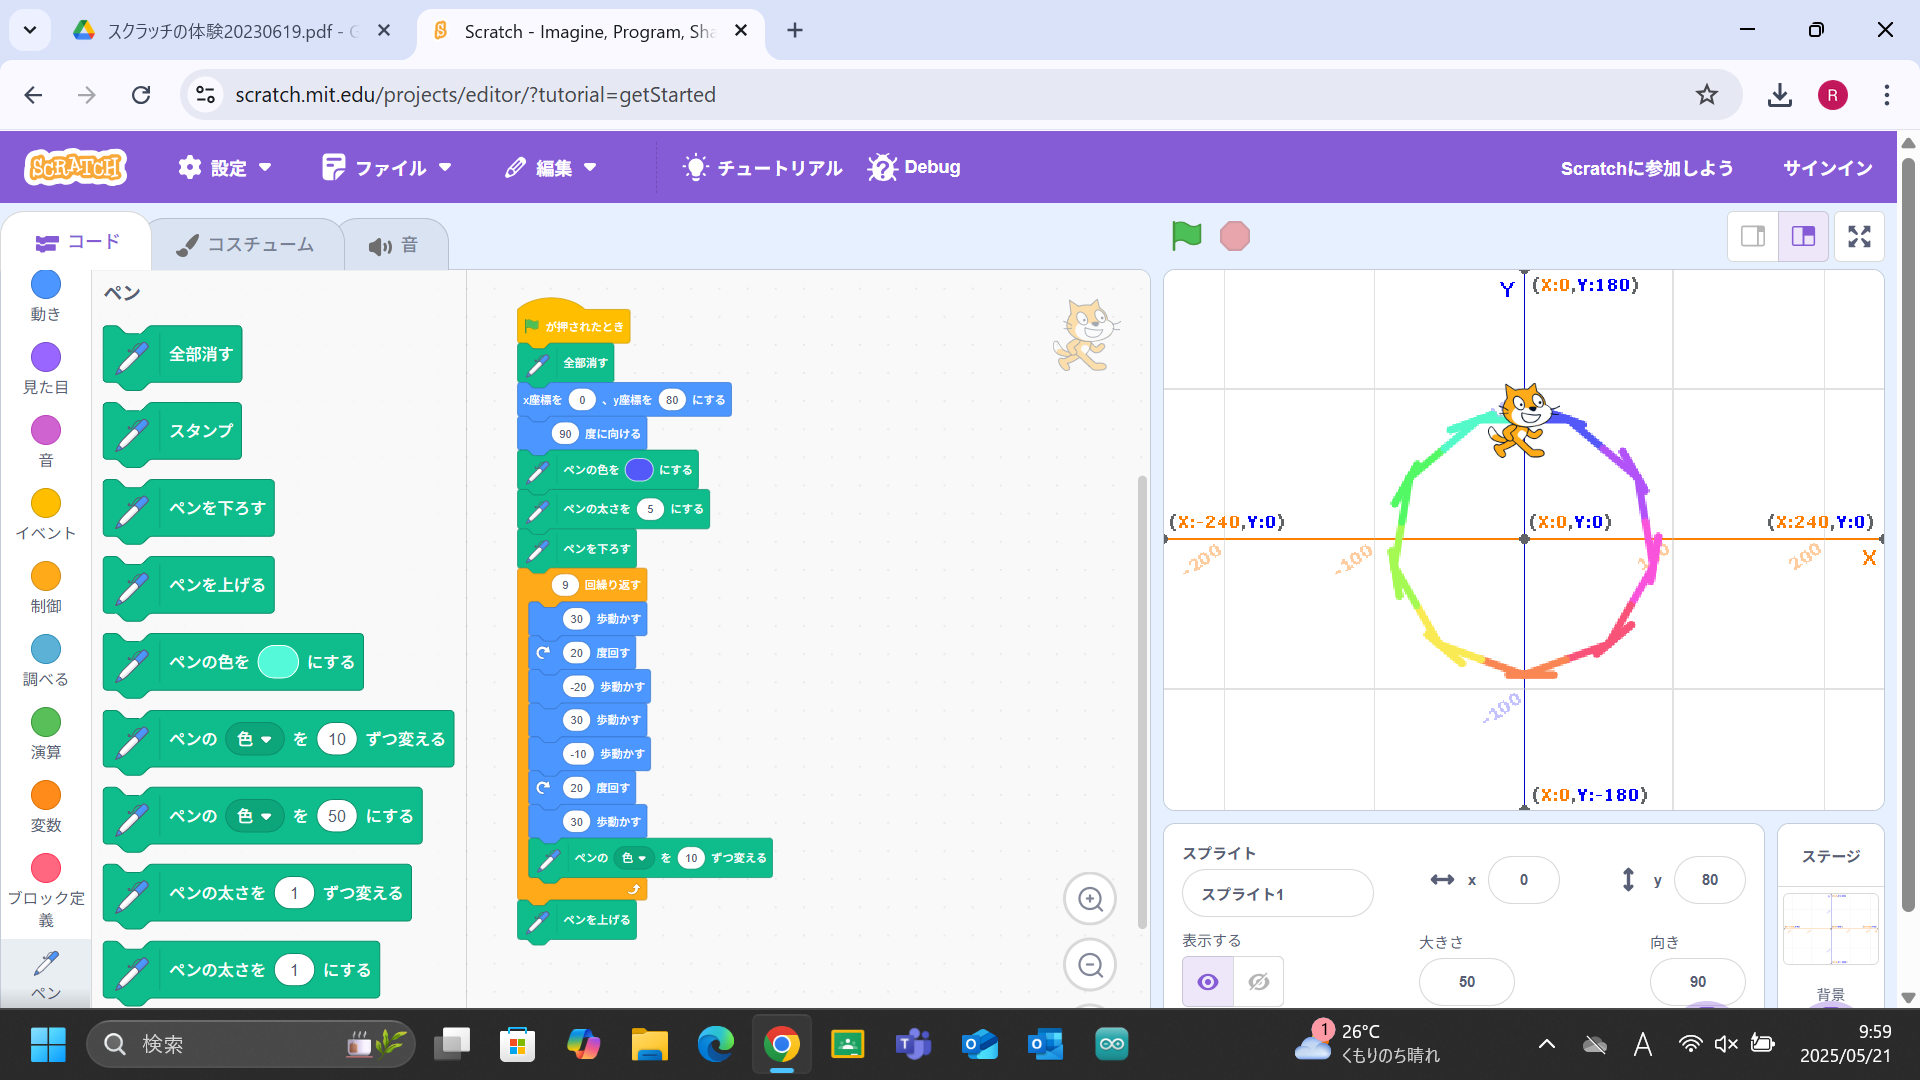 スクラッチの体験20230619.pdf - G
Scratch - Imagine, Program, Sha
scratch.mit.edu/projects/editor/?tutorial=getStarted
R
SCRATCH
設定
ファイル
編集
チュートリアル
Debug
Scratchに参加しよう
サインイン
コード
コスチューム
音
動き
見た目
音
イベント
制御
調べる
演算
変数
ブロック定義
ペン
ペン
全部消す
スタンプ
ペンを下ろす
ペンを上げる
ペンの色を にする
ペンの 色 を 10 ずつ変える
ペンの 色 を 50 にする
ペンの太さを 1 ずつ変える
ペンの太さを 1 にする
が押されたとき
全部消す
x座標を 0 、y座標を 80 にする
90 度に向ける
ペンの色を にする
ペンの太さを 5 にする
ペンを下ろす
9 回繰り返す
30 歩動かす
20 度回す
-20 歩動かす
30 歩動かす
-10 歩動かす
20 度回す
30 歩動かす
ペンの 色 を 10 ずつ変える
ペンを上げる
Y (X:0,Y:180)
(X:-240,Y:0) (X:0,Y:0) (X:240,Y:0)
-200 -100 200 X
-100
(X:0,Y:-180)
スプライト
スプライト1
x 0
y 80
表示する
大きさ
50
向き
90
ステージ
背景
検索
1
26°C
くもりのち晴れ
A
9:59
2025/05/21